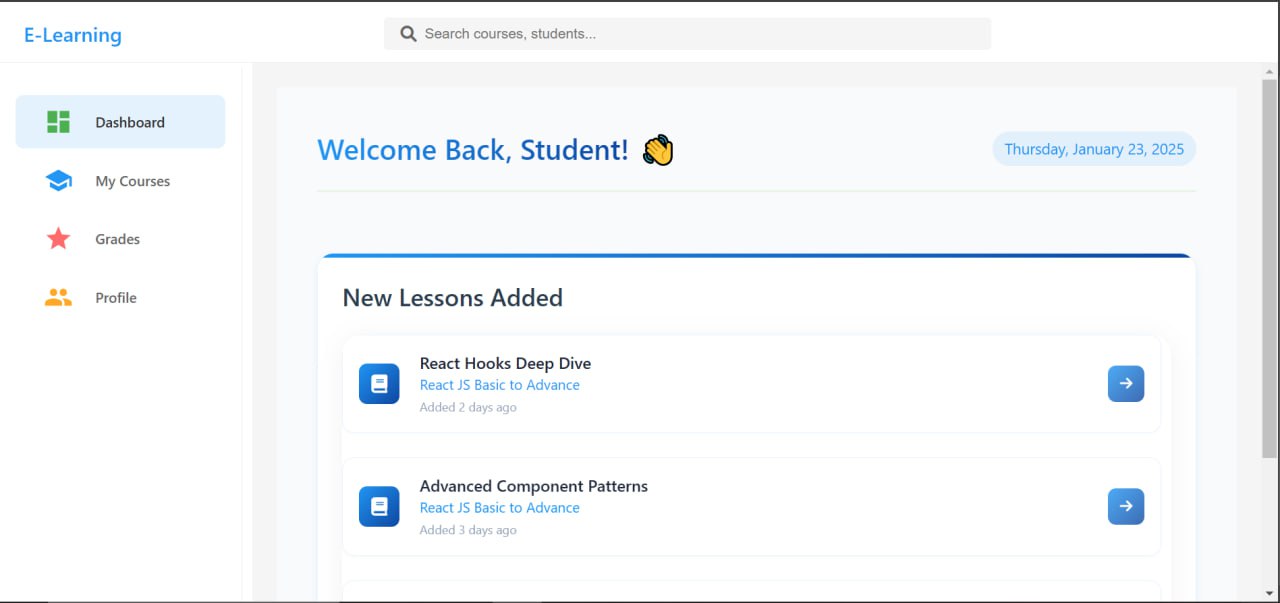 E-Learning
Search courses, students...
Dashboard
My Courses
Grades
Profile
Welcome Back, Student! 👋
Thursday, January 23, 2025
New Lessons Added
React Hooks Deep Dive
React JS Basic to Advance
Added 2 days ago
Advanced Component Patterns
React JS Basic to Advance
Added 3 days ago